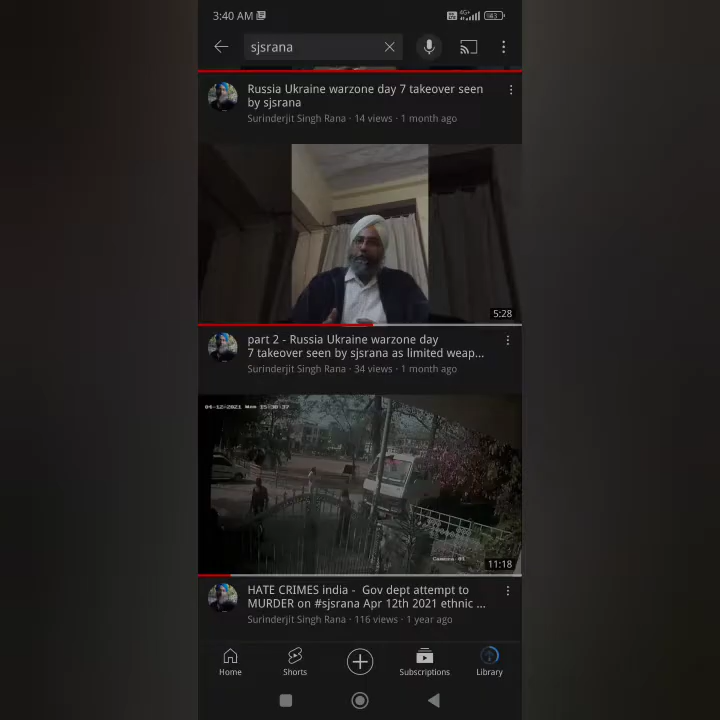 3:40 AM
4G+
63
sjsrana
Russia Ukraine warzone day 7 takeover seen
by sjsrana
Surinderjit Singh Rana · 14 views · 1 month ago
5:28
part 2 - Russia Ukraine warzone day
7 takeover seen by sjsrana as limited weap...
Surinderjit Singh Rana · 34 views · 1 month ago
04-12-2021 Mon 15:30:37
Camera 01
11:18
HATE CRIMES india - Gov dept attempt to
MURDER on #sjsrana Apr 12th 2021 ethnic ...
Surinderjit Singh Rana · 116 views · 1 year ago
Home
Shorts
Subscriptions
Library